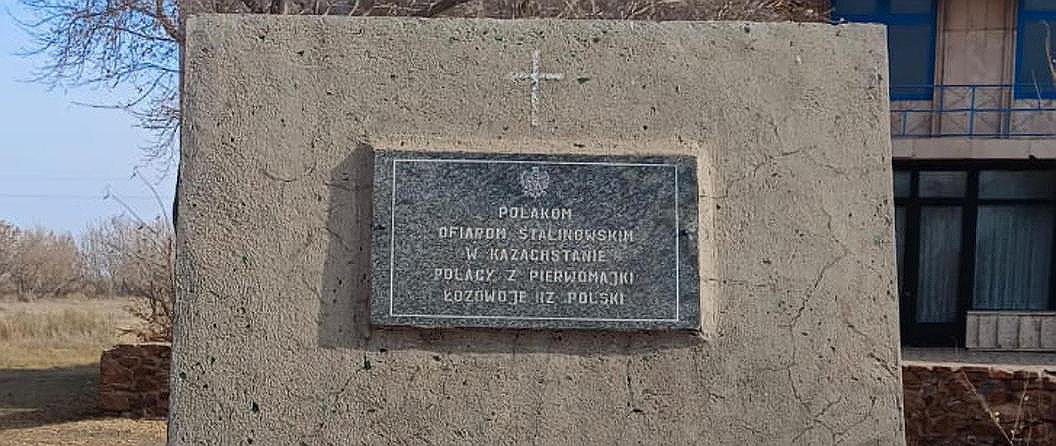 POLAKOM
OFIAROM STALINOWSKIM
W KAZACHSTANIE
POLACY Z PIERWOMAJKI
ŁOZOWOJE I Z POLSKI